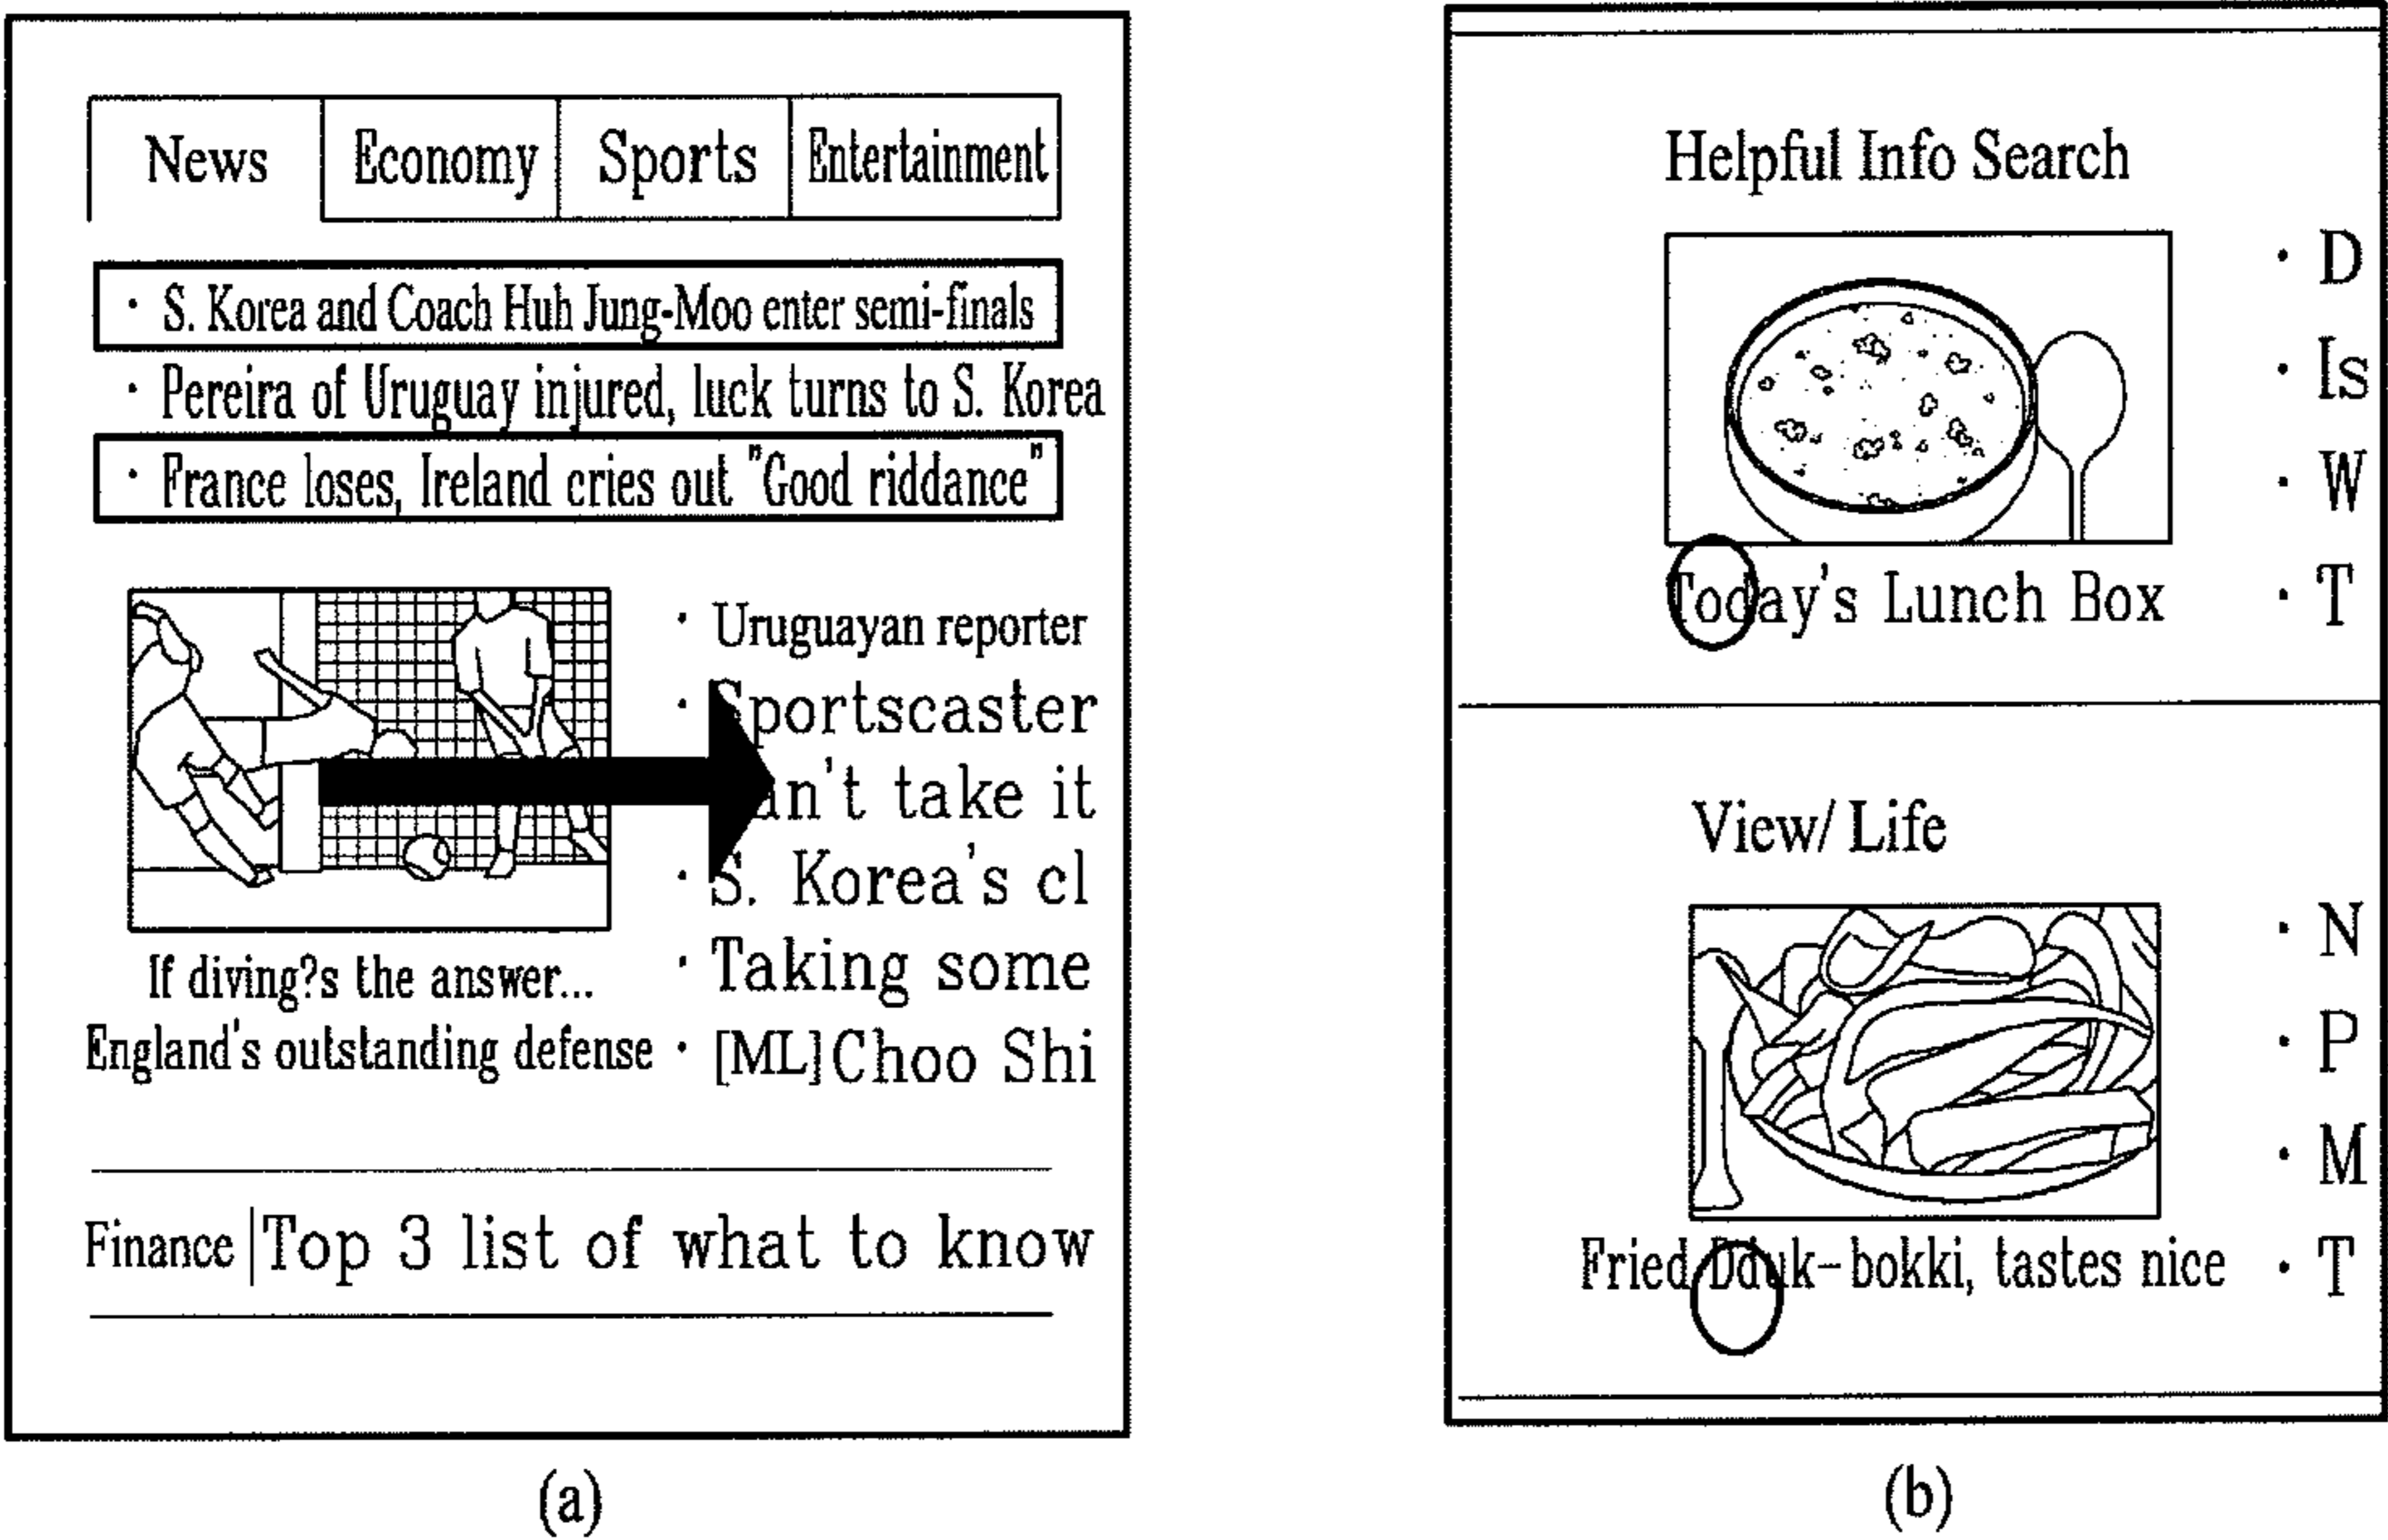 News Economy Sports Entertainment
· S. Korea and Coach Huh Jung-Moo enter semi-finals
· Pereira of Uruguay injured, luck turns to S. Korea
· France loses, Ireland cries out "Good riddance"
· Uruguayan reporter
· Sportscaster
an't take it
· S. Korea's cl
· Taking some
· [ML]Choo Shi
If diving?s the answer...
England's outstanding defense
Finance|Top 3 list of what to know
(a)
Helpful Info Search
· D
· Is
· W
· T
Today's Lunch Box
View/ Life
· N
· P
· M
· T
Fried Dduk-bokki, tastes nice
(b)